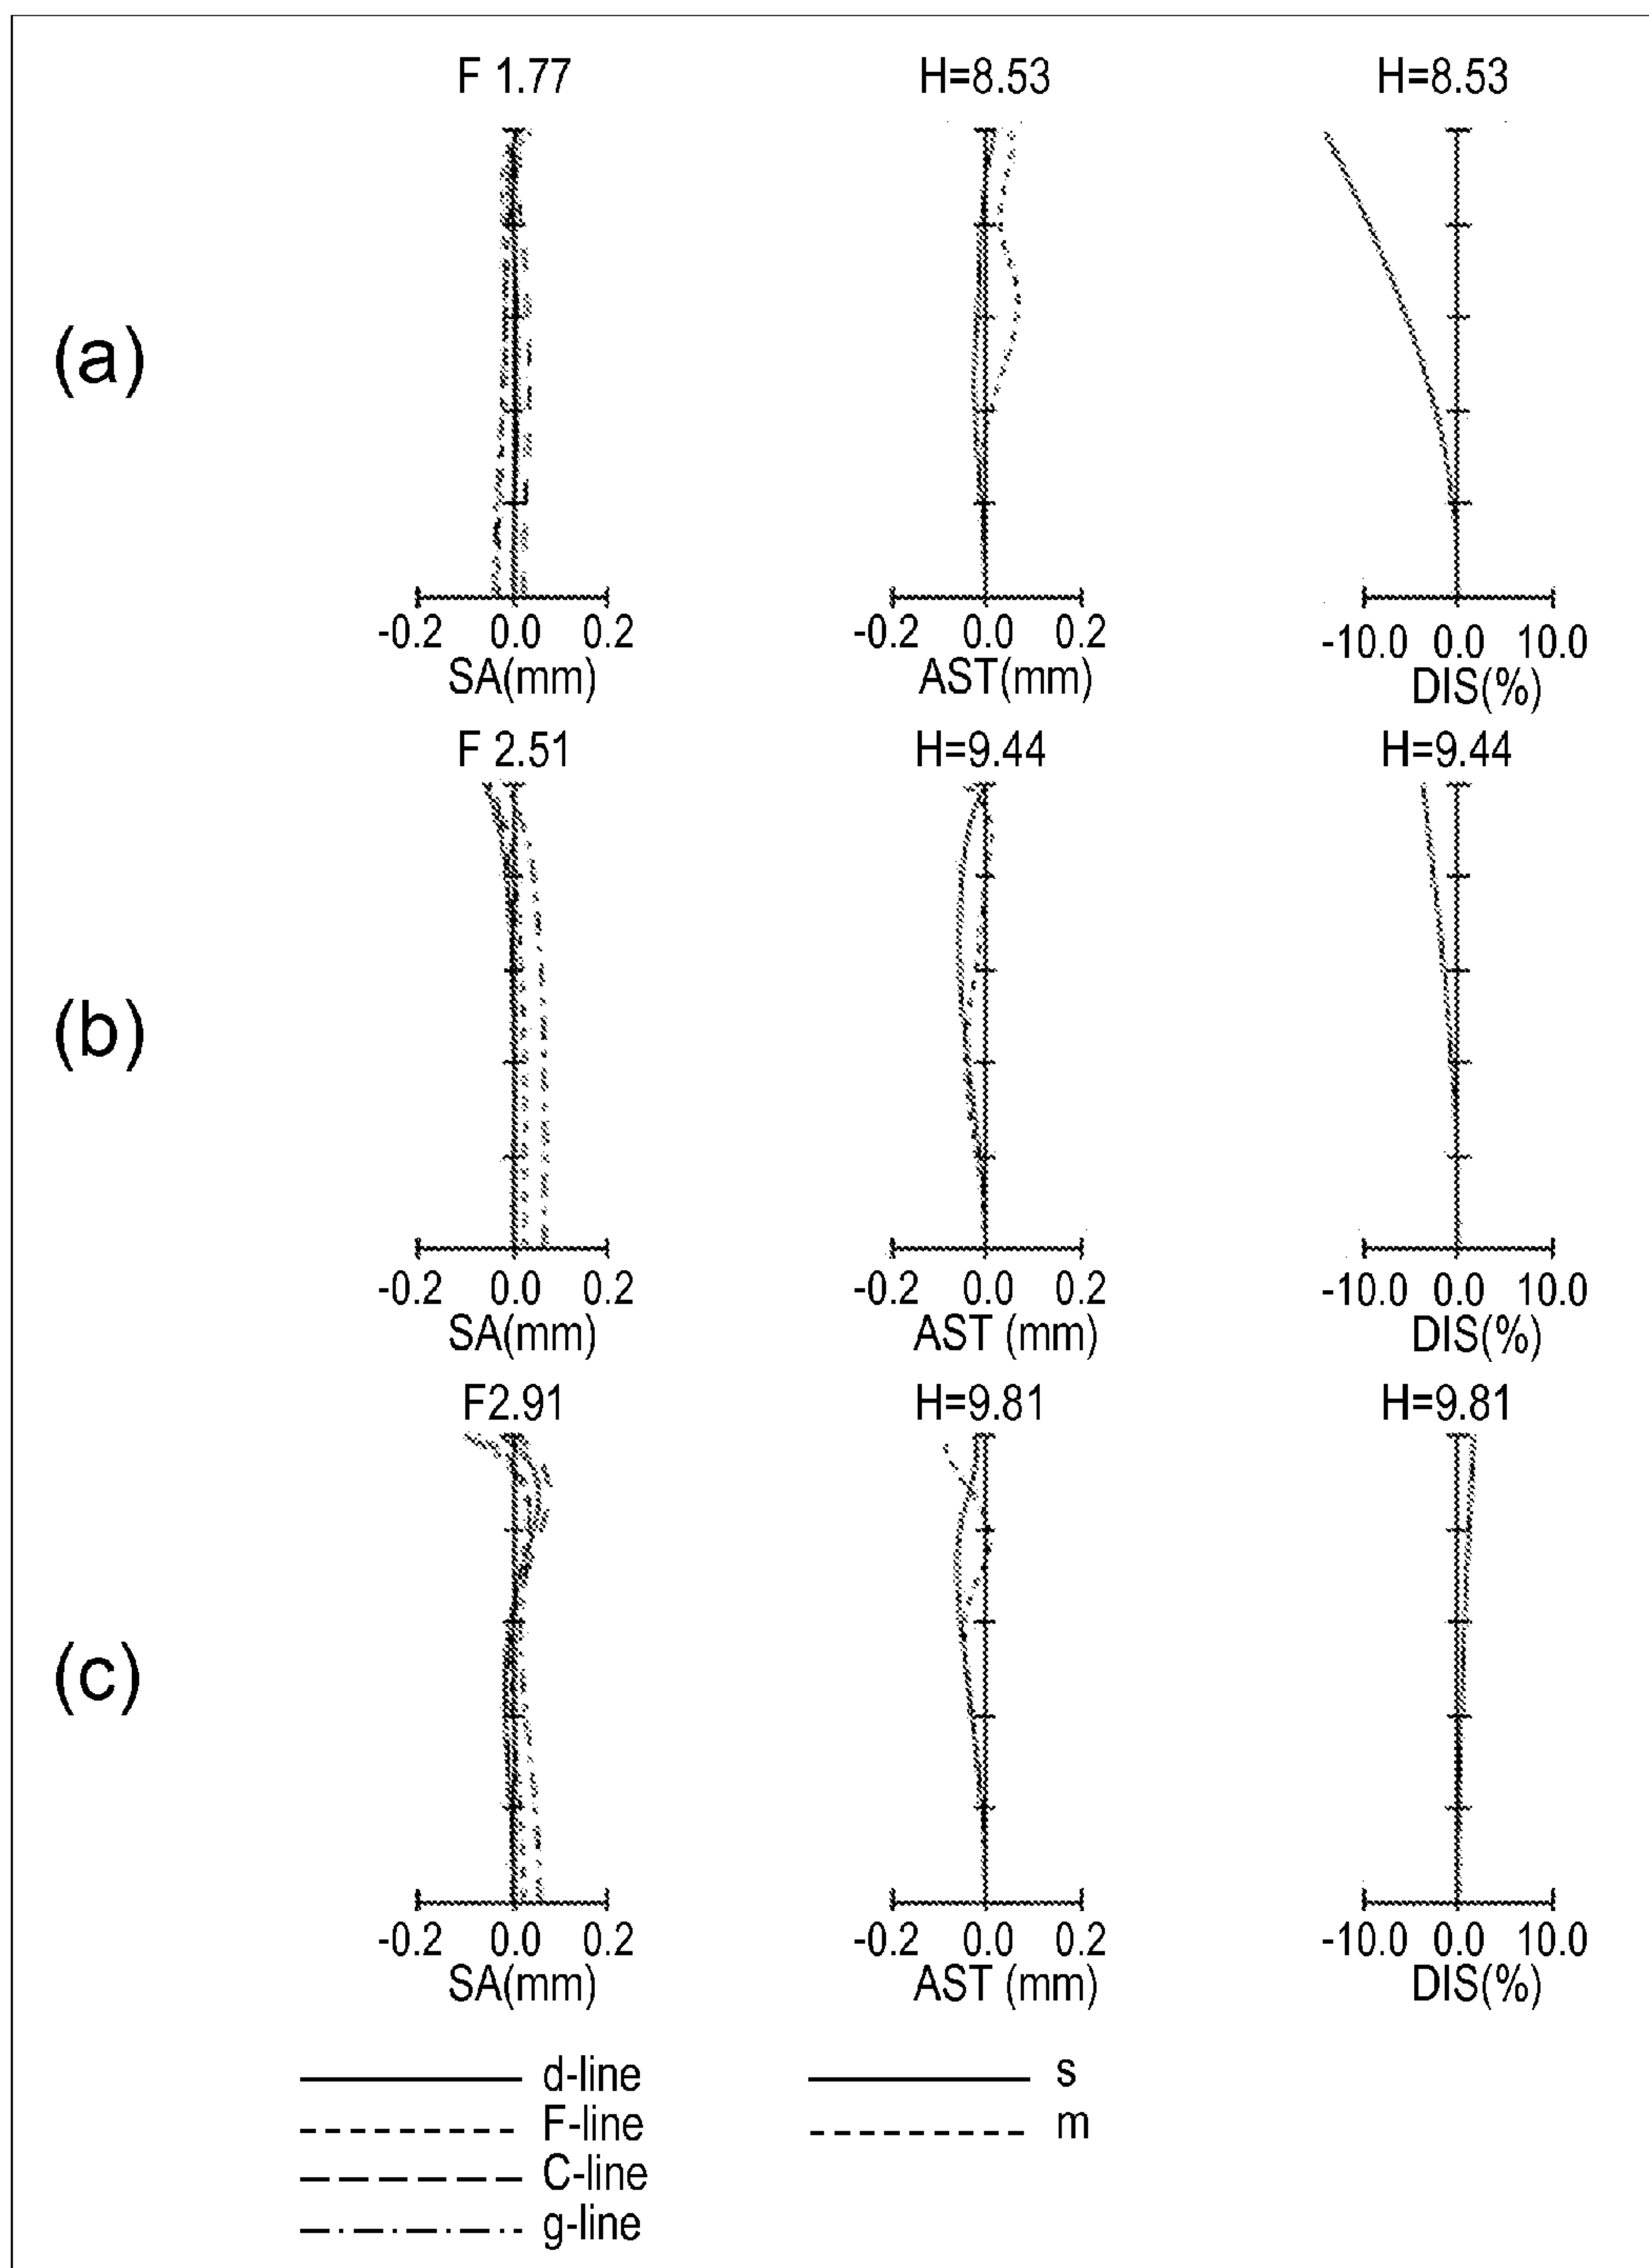 (a)
F 1.77 H=8.53 H=8.53
-0.2 0.0 0.2 -0.2 0.0 0.2 -10.0 0.0 10.0
SA(mm) AST(mm) DIS(%)
(b)
F 2.51 H=9.44 H=9.44
-0.2 0.0 0.2 -0.2 0.0 0.2 -10.0 0.0 10.0
SA(mm) AST (mm) DIS(%)
(c)
F2.91 H=9.81 H=9.81
-0.2 0.0 0.2 -0.2 0.0 0.2 -10.0 0.0 10.0
SA(mm) AST (mm) DIS(%)
d-line s
F-line m
C-line
g-line